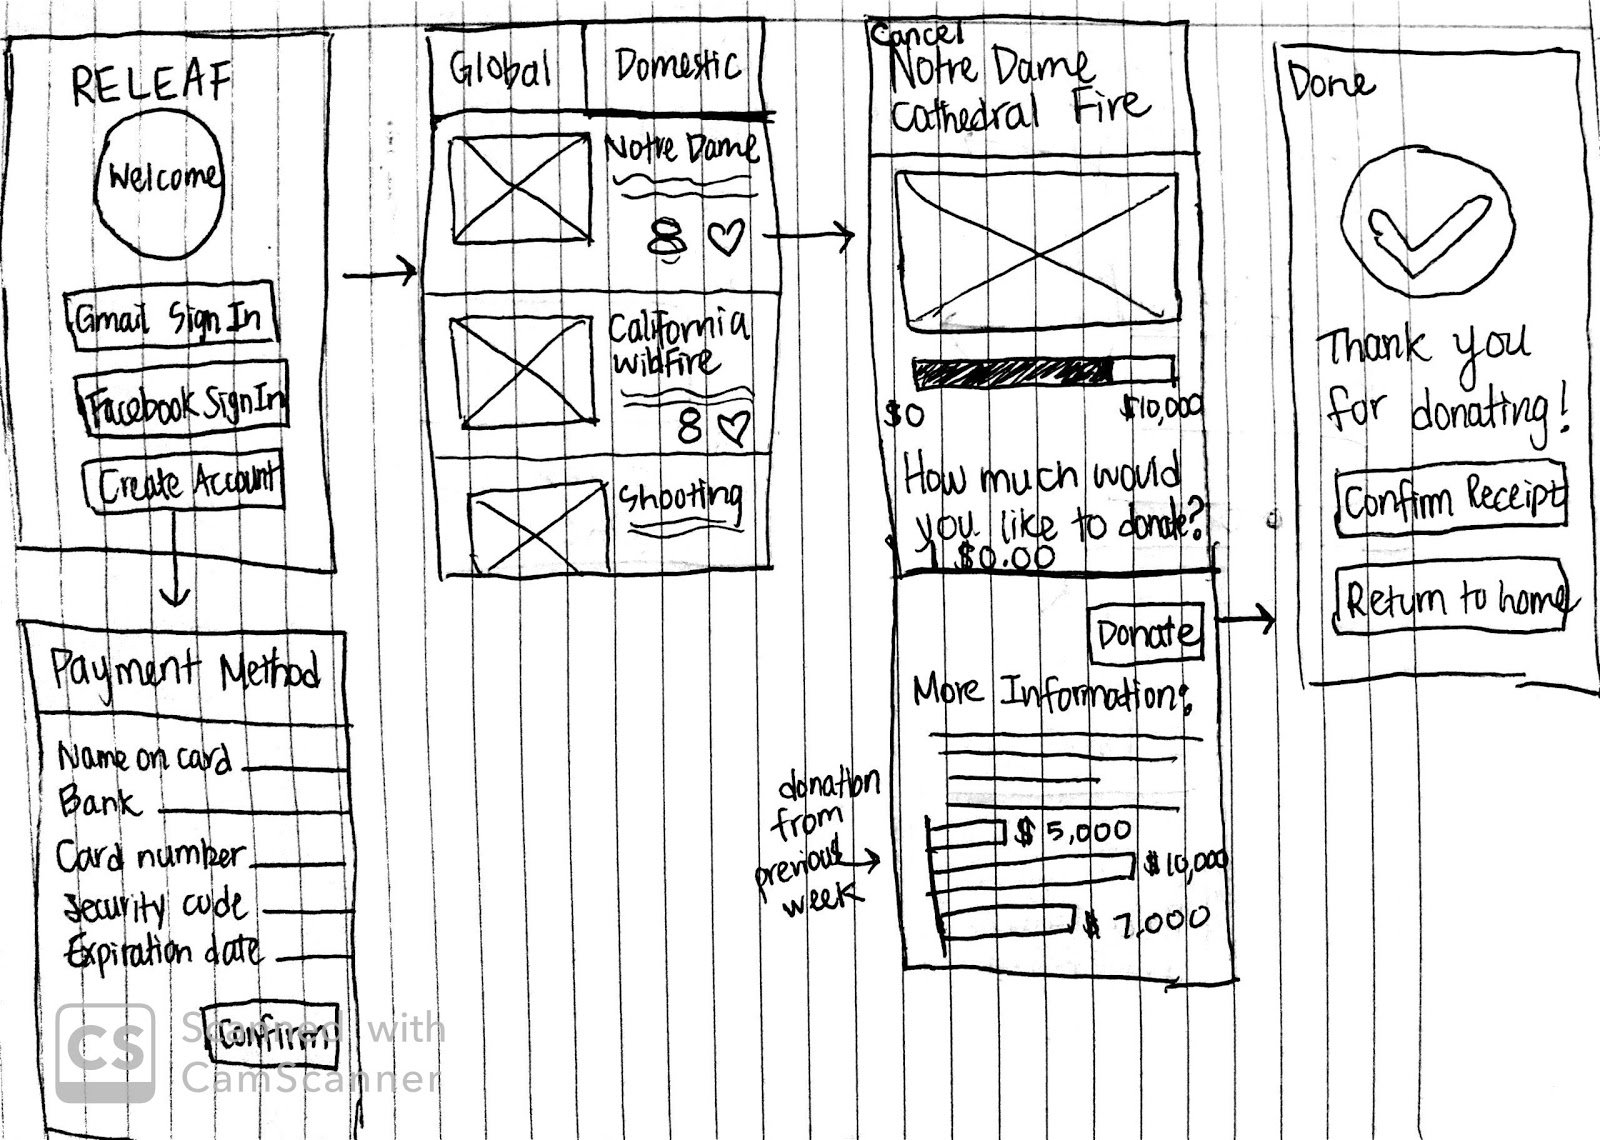 RELEAF
Welcome
Gmail Sign In
Facebook Sign In
Create Account
Payment Method
Name on card
Bank
Card number
Security code
Expiration date
Confirm
Global
Domestic
Notre Dame
8
California
wildFire
8
Shooting
Cancel
Notre Dame
Cathedral Fire
$0
$10,000
How much would
you like to donate?
$0.00
Donate
More Information:
donation
from
previous
week
$ 5,000
$10,000
$ 7,000
Done
Thank you
for donating!
Confirm Receipt
Return to home
CS
Scanned with
CamScanner